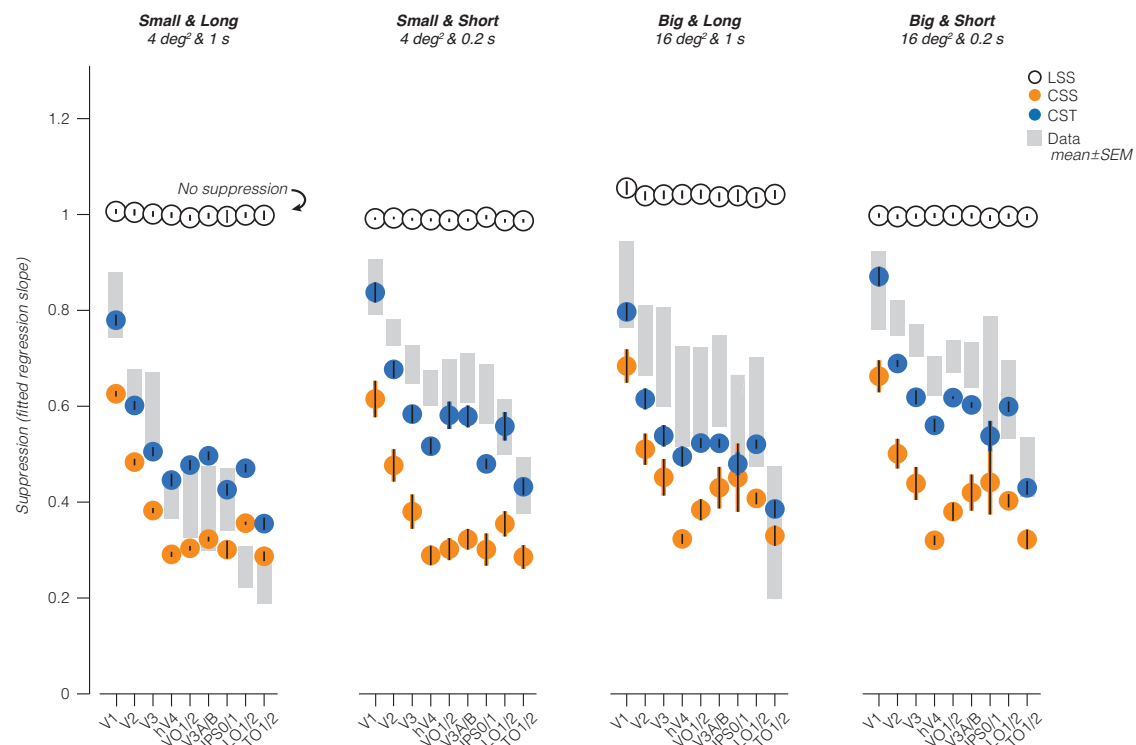 Small & Long
4 deg² & 1 s
Small & Short
4 deg² & 0.2 s
Big & Long
16 deg² & 1 s
Big & Short
16 deg² & 0.2 s
LSS
CSS
CST
Data
mean±SEM
No suppression
Suppression (fitted regression slope)
1.2
1
0.8
0.6
0.4
0.2
0
V1
V2
V3
hV4
VO1/2
V3A/B
IPS0/1
LO1/2
TO1/2
V1
V2
V3
hV4
VO1/2
V3A/B
IPS0/1
LO1/2
TO1/2
V1
V2
V3
hV4
VO1/2
V3A/B
IPS0/1
LO1/2
TO1/2
V1
V2
V3
hV4
VO1/2
V3A/B
IPS0/1
LO1/2
TO1/2